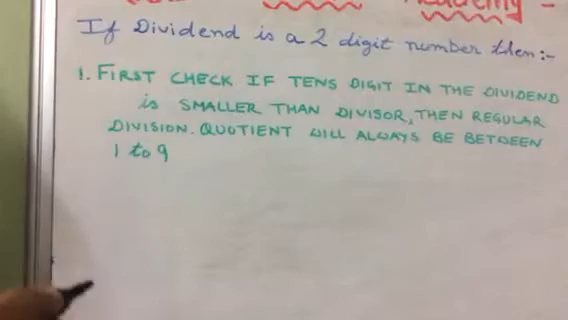 Academy -
If Dividend is a 2 digit number then:-
1. FIRST CHECK IF TENS DIGIT IN THE DIVIDEND
is SMALLER THAN DIVISOR, THEN REGULAR
DIVISION. QUOTIENT WILL ALWAYS BE BETWEEN
1 to 9